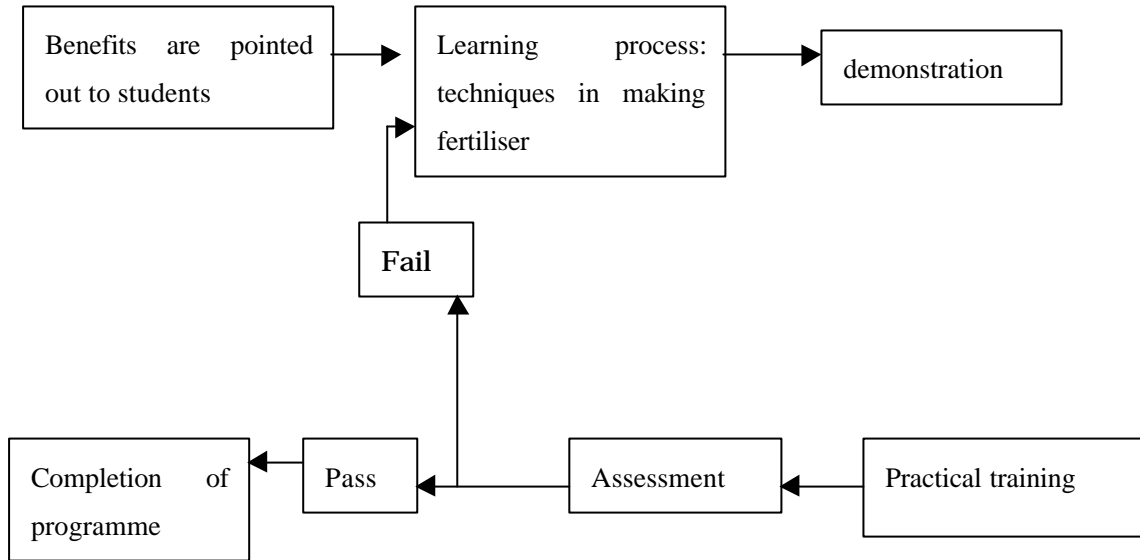 Benefits are pointed
out to students
Learning process:
techniques in making
fertiliser
demonstration
Fail
Completion of
programme
Pass
Assessment
Practical training